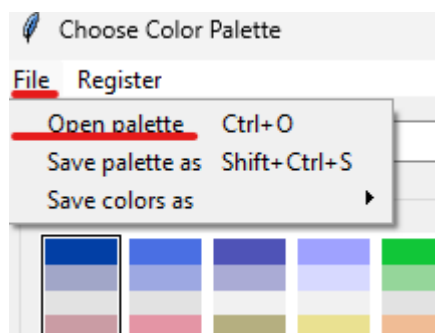 Choose Color Palette
File Register
Open palette Ctrl+O
Save palette as Shift+Ctrl+S
Save colors as